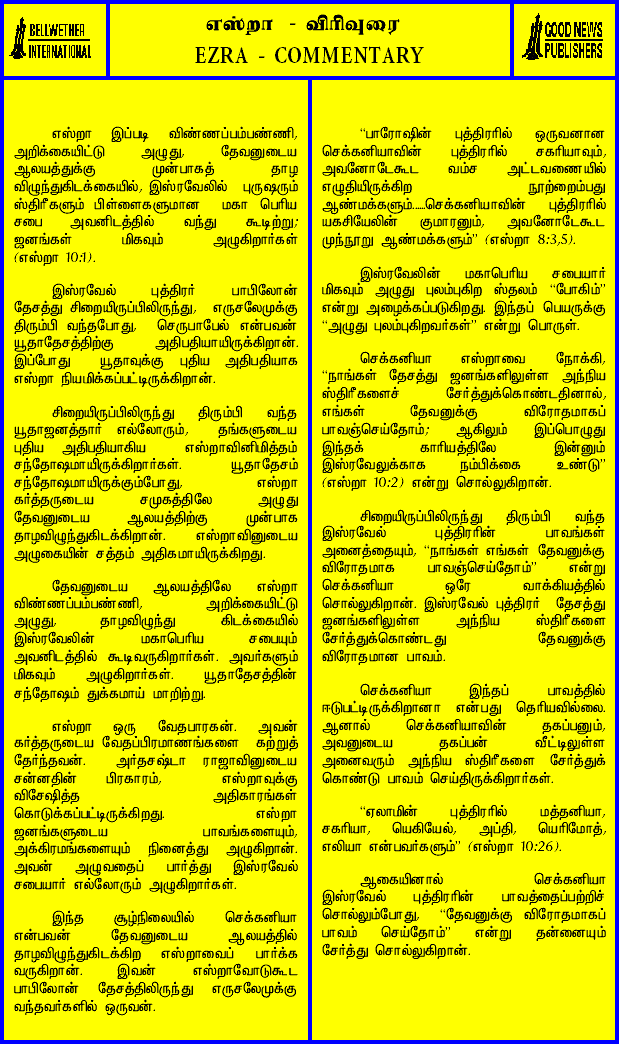 BELLWETHER
INTERNATIONAL
எஸ்றா - விரிவுரை
EZRA - COMMENTARY
GOOD NEWS
PUBLISHERS
எஸ்றா இப்படி விண்ணப்பம்பண்ணி,
அறிக்கையிட்டு அழுது, தேவனுடைய
ஆலயத்துக்கு முன்பாகத் தாழ
விழுந்துகிடக்கையில், இஸ்ரவேலில் புருஷரும்
ஸ்திரீகளும் பிள்ளைகளுமான மகா பெரிய
சபை அவனிடத்தில் வந்து கூடிற்று;
ஜனங்கள் மிகவும் அழுகிறார்கள்
(எஸ்றா 10:1).
இஸ்ரவேல் புத்திரர் பாபிலோன்
தேசத்து சிறையிருப்பிலிருந்து, எருசலேமுக்கு
திரும்பி வந்தபோது, செருபாபேல் என்பவன்
யூதாதேசத்திற்கு அதிபதியாயிருக்கிறான்.
இப்போது யூதாவுக்கு புதிய அதிபதியாக
எஸ்றா நியமிக்கப்பட்டிருக்கிறான்.
சிறையிருப்பிலிருந்து திரும்பி வந்த
யூதாஜனத்தார் எல்லோரும், தங்களுடைய
புதிய அதிபதியாகிய எஸ்றாவினிமித்தம்
சந்தோஷமாயிருக்கிறார்கள். யூதாதேசம்
சந்தோஷமாயிருக்கும்போது, எஸ்றா
கர்த்தருடைய சமுகத்திலே அழுது
தேவனுடைய ஆலயத்திற்கு முன்பாக
தாழவிழுந்துகிடக்கிறான். எஸ்றாவினுடைய
அழுகையின் சத்தம் அதிகமாயிருக்கிறது.
தேவனுடைய ஆலயத்திலே எஸ்றா
விண்ணப்பம்பண்ணி, அறிக்கையிட்டு
அழுது, தாழவிழுந்து கிடக்கையில்
இஸ்ரவேலின் மகாபெரிய சபையும்
அவனிடத்தில் கூடிவருகிறார்கள். அவர்களும்
மிகவும் அழுகிறார்கள். யூதாதேசத்தின்
சந்தோஷம் துக்கமாய் மாறிற்று.
எஸ்றா ஒரு வேதபாரகன். அவன்
கர்த்தருடைய வேதப்பிரமாணங்களை கற்றுத்
தேர்ந்தவன். அர்தசஷ்டா ராஜாவினுடைய
சன்னதின் பிரகாரம், எஸ்றாவுக்கு
விசேஷித்த அதிகாரங்கள்
கொடுக்கப்பட்டிருக்கிறது. எஸ்றா
ஜனங்களுடைய பாவங்களையும்,
அக்கிரமங்களையும் நினைத்து அழுகிறான்.
அவன் அழுவதைப் பார்த்து இஸ்ரவேல்
சபையார் எல்லோரும் அழுகிறார்கள்.
இந்த சூழ்நிலையில் செக்கனியா
என்பவன் தேவனுடைய ஆலயத்தில்
தாழவிழுந்துகிடக்கிற எஸ்றாவைப் பார்க்க
வருகிறான். இவன் எஸ்றாவோடுகூட
பாபிலோன் தேசத்திலிருந்து எருசலேமுக்கு
வந்தவர்களில் ஒருவன்.
“பாரோஷின் புத்திரரில் ஒருவனான
செக்கனியாவின் புத்திரரில் சகரியாவும்,
அவனோடேகூட வம்ச அட்டவணையில்
எழுதியிருக்கிற நூற்றைம்பது
ஆண்மக்களும்......செக்கனியாவின் புத்திரரில்
யகசியேலின் குமாரனும், அவனோடேகூட
முந்நூறு ஆண்மக்களும்” (எஸ்றா 8:3,5).
இஸ்ரவேலின் மகாபெரிய சபையார்
மிகவும் அழுது புலம்புகிற ஸ்தலம் “போகிம்”
என்று அழைக்கப்படுகிறது. இந்தப் பெயருக்கு
“அழுது புலம்புகிறவர்கள்” என்று பொருள்.
செக்கனியா எஸ்றாவை நோக்கி,
“நாங்கள் தேசத்து ஜனங்களிலுள்ள அந்நிய
ஸ்திரீகளைச் சேர்த்துக்கொண்டதினால்,
எங்கள் தேவனுக்கு விரோதமாகப்
பாவஞ்செய்தோம்; ஆகிலும் இப்பொழுது
இந்தக் காரியத்திலே இன்னும்
இஸ்ரவேலுக்காக நம்பிக்கை உண்டு”
(எஸ்றா 10:2) என்று சொல்லுகிறான்.
சிறையிருப்பிலிருந்து திரும்பி வந்த
இஸ்ரவேல் புத்திரரின் பாவங்கள்
அனைத்தையும், “நாங்கள் எங்கள் தேவனுக்கு
விரோதமாக பாவஞ்செய்தோம்” என்று
செக்கனியா ஒரே வாக்கியத்தில்
சொல்லுகிறான். இஸ்ரவேல் புத்திரர் தேசத்து
ஜனங்களிலுள்ள அந்நிய ஸ்திரீகளை
சேர்த்துக்கொண்டது தேவனுக்கு
விரோதமான பாவம்.
செக்கனியா இந்தப் பாவத்தில்
ஈடுபட்டிருக்கிறானா என்பது தெரியவில்லை.
ஆனால் செக்கனியாவின் தகப்பனும்,
அவனுடைய தகப்பன் வீட்டிலுள்ள
அனைவரும் அந்நிய ஸ்திரீகளை சேர்த்துக்
கொண்டு பாவம் செய்திருக்கிறார்கள்.
“ஏலாமின் புத்திரரில் மத்தனியா,
சகரியா, யெகியேல், அப்தி, யெரிமோத்,
எலியா என்பவர்களும்” (எஸ்றா 10:26).
ஆகையினால் செக்கனியா
இஸ்ரவேல் புத்திரரின் பாவத்தைப்பற்றிச்
சொல்லும்போது, “தேவனுக்கு விரோதமாகப்
பாவம் செய்தோம்” என்று தன்னையும்
சேர்த்து சொல்லுகிறான்.